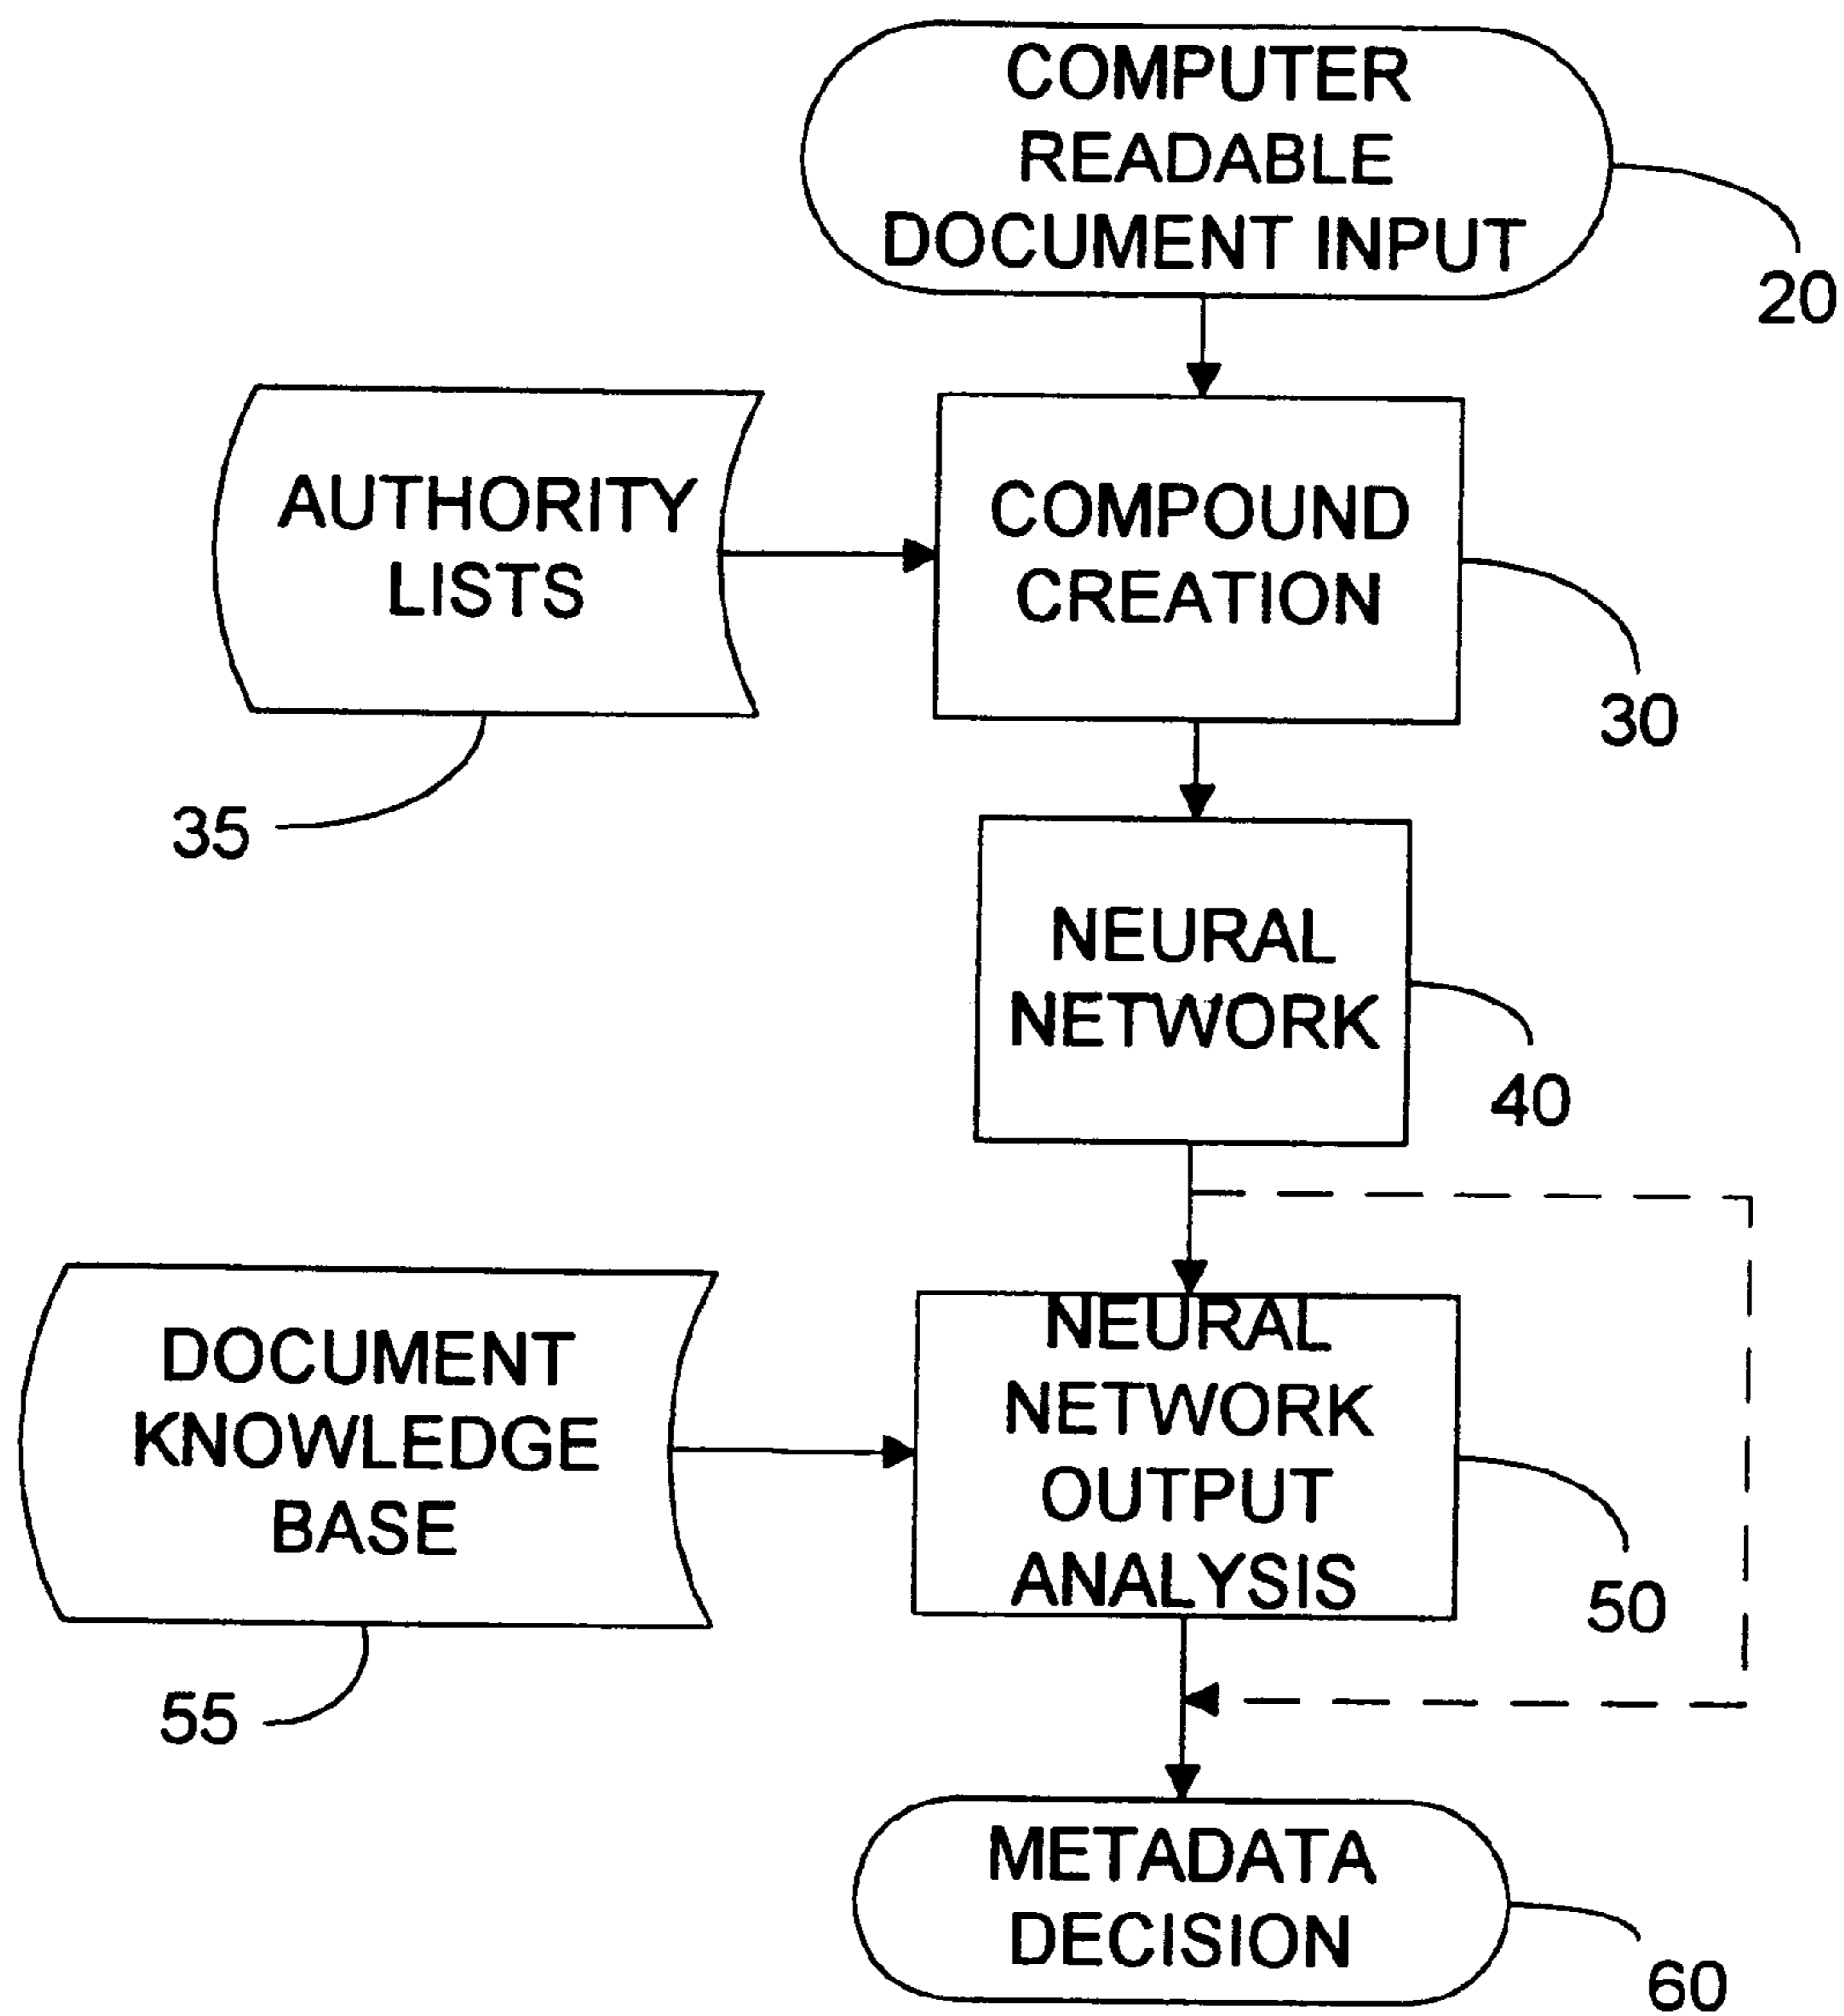 COMPUTER
READABLE
DOCUMENT INPUT
20
AUTHORITY
LISTS
35
COMPOUND
CREATION
30
NEURAL
NETWORK
40
DOCUMENT
KNOWLEDGE
BASE
55
NEURAL
NETWORK
OUTPUT
ANALYSIS
50
METADATA
DECISION
60